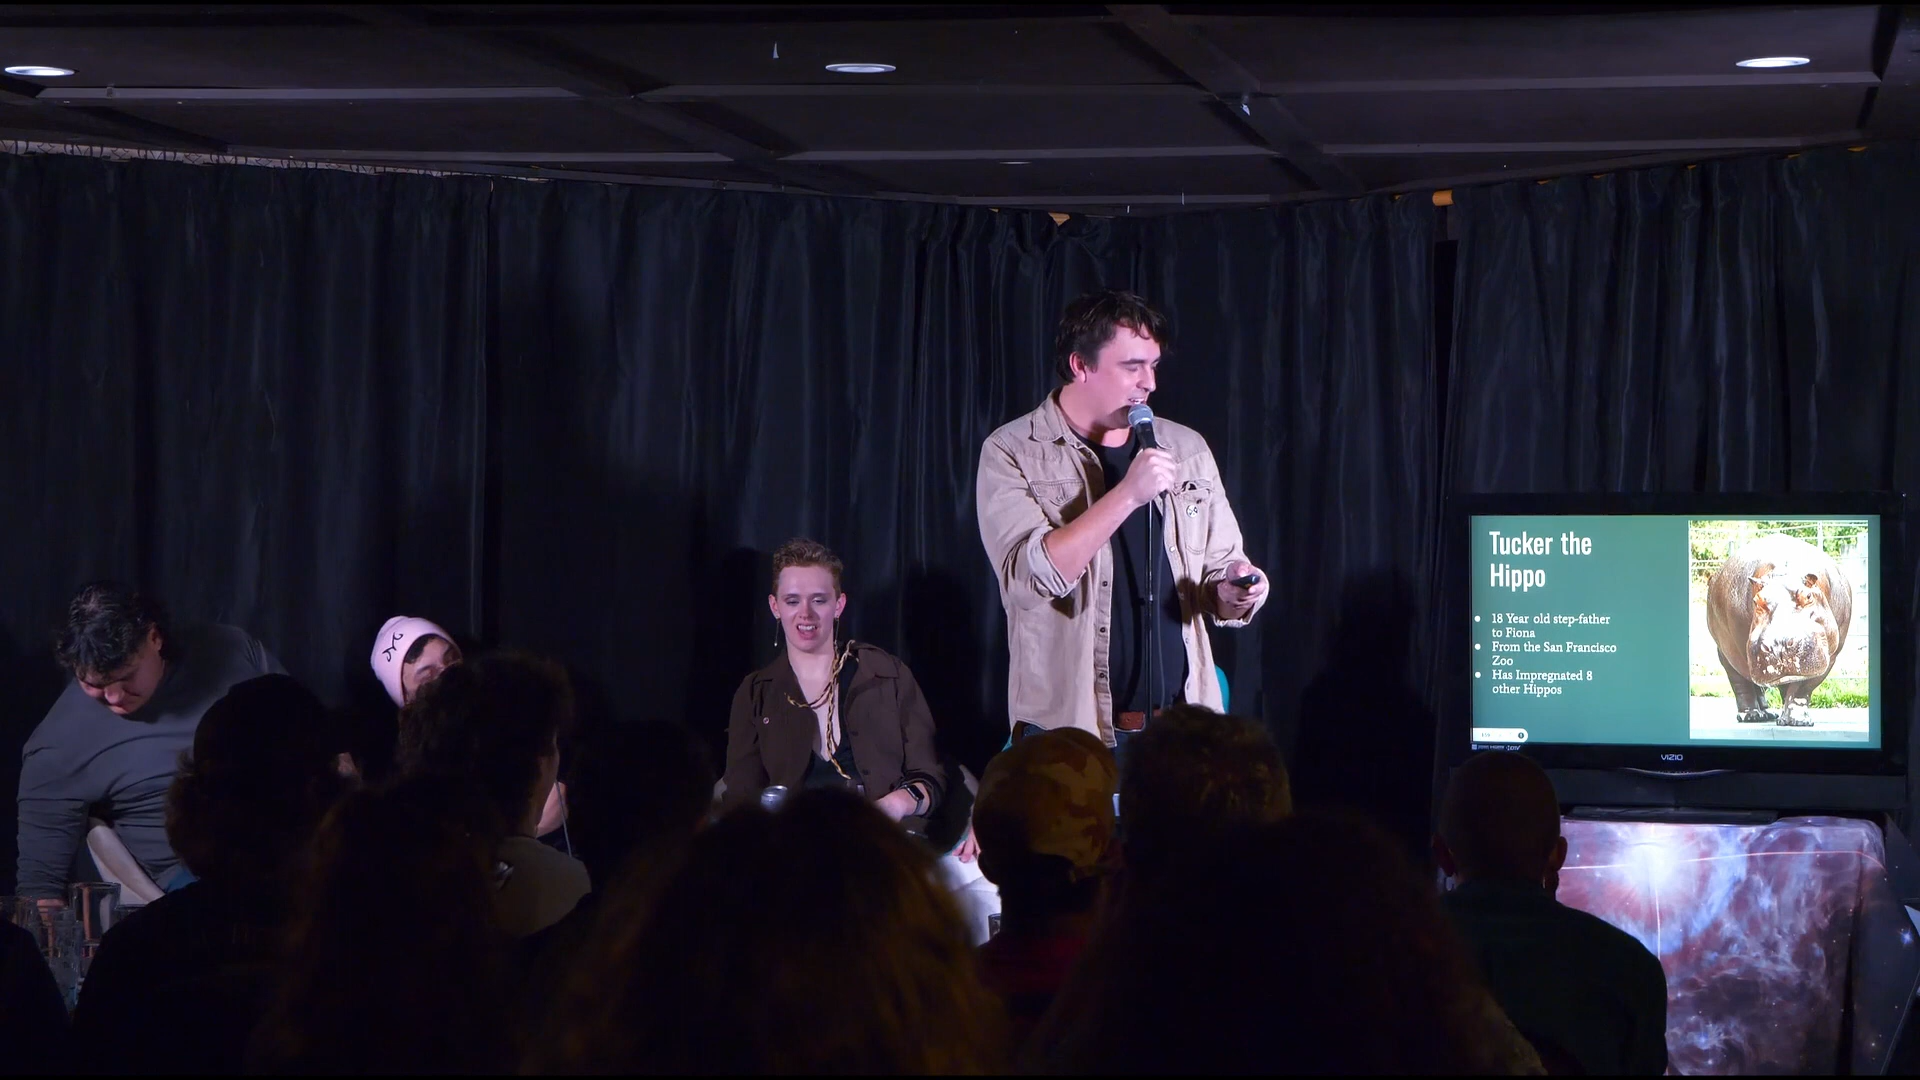 Tucker the
Hippo
18 Year old step-father
to Fiona
From the San Francisco
Zoo
Has Impregnated 8
other Hippos
VIZIO